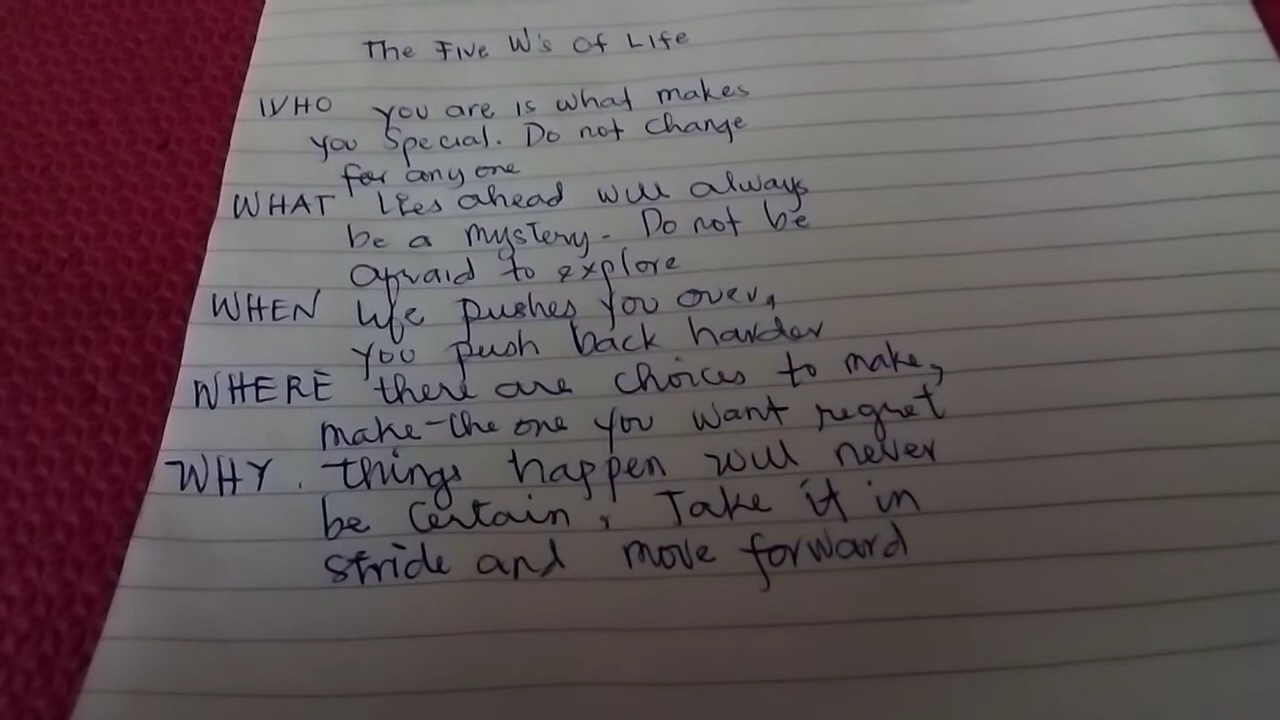 The Five W's of Life
WHO you are is what makes
you special. Do not change
for anyone
WHAT lies ahead will always
be a mystery. Do not be
afraid to explore
WHEN life pushes you over,
you push back harder
WHERE there are choices to make,
make the one you want regret
WHY. things happen will never
be certain, Take it in
stride and move forward